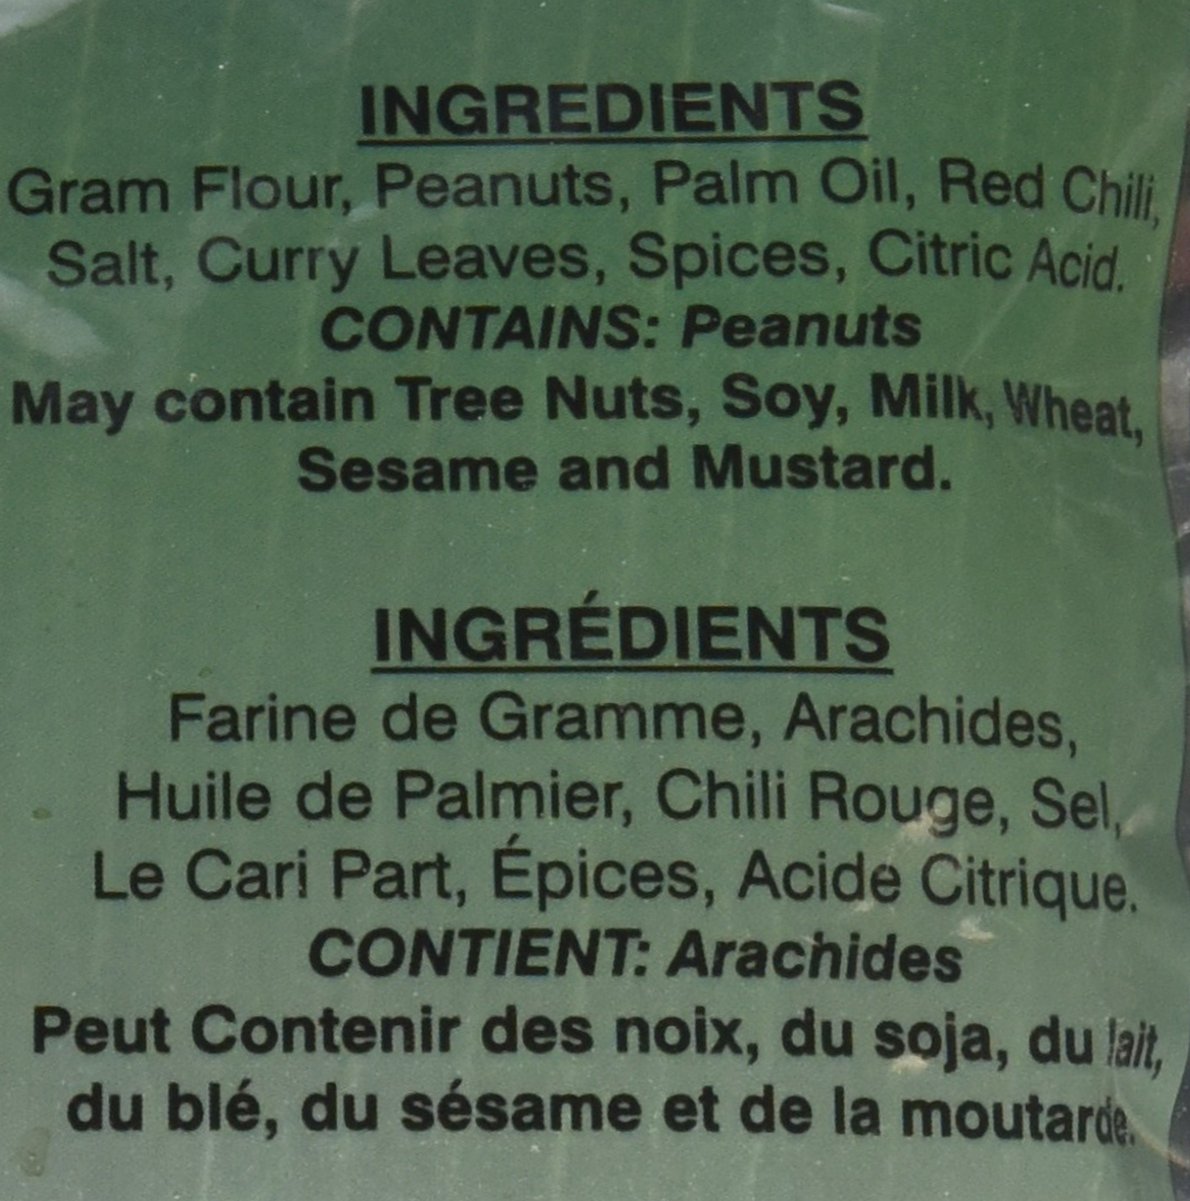 INGREDIENTS
Gram Flour, Peanuts, Palm Oil, Red Chili,
Salt, Curry Leaves, Spices, Citric Acid.
CONTAINS: Peanuts
May contain Tree Nuts, Soy, Milk, Wheat,
Sesame and Mustard.
INGRÉDIENTS
Farine de Gramme, Arachides,
Huile de Palmier, Chili Rouge, Sel,
Le Cari Part, Épices, Acide Citrique.
CONTIENT: Arachides
Peut Contenir des noix, du soja, du lait,
du blé, du sésame et de la moutarde.